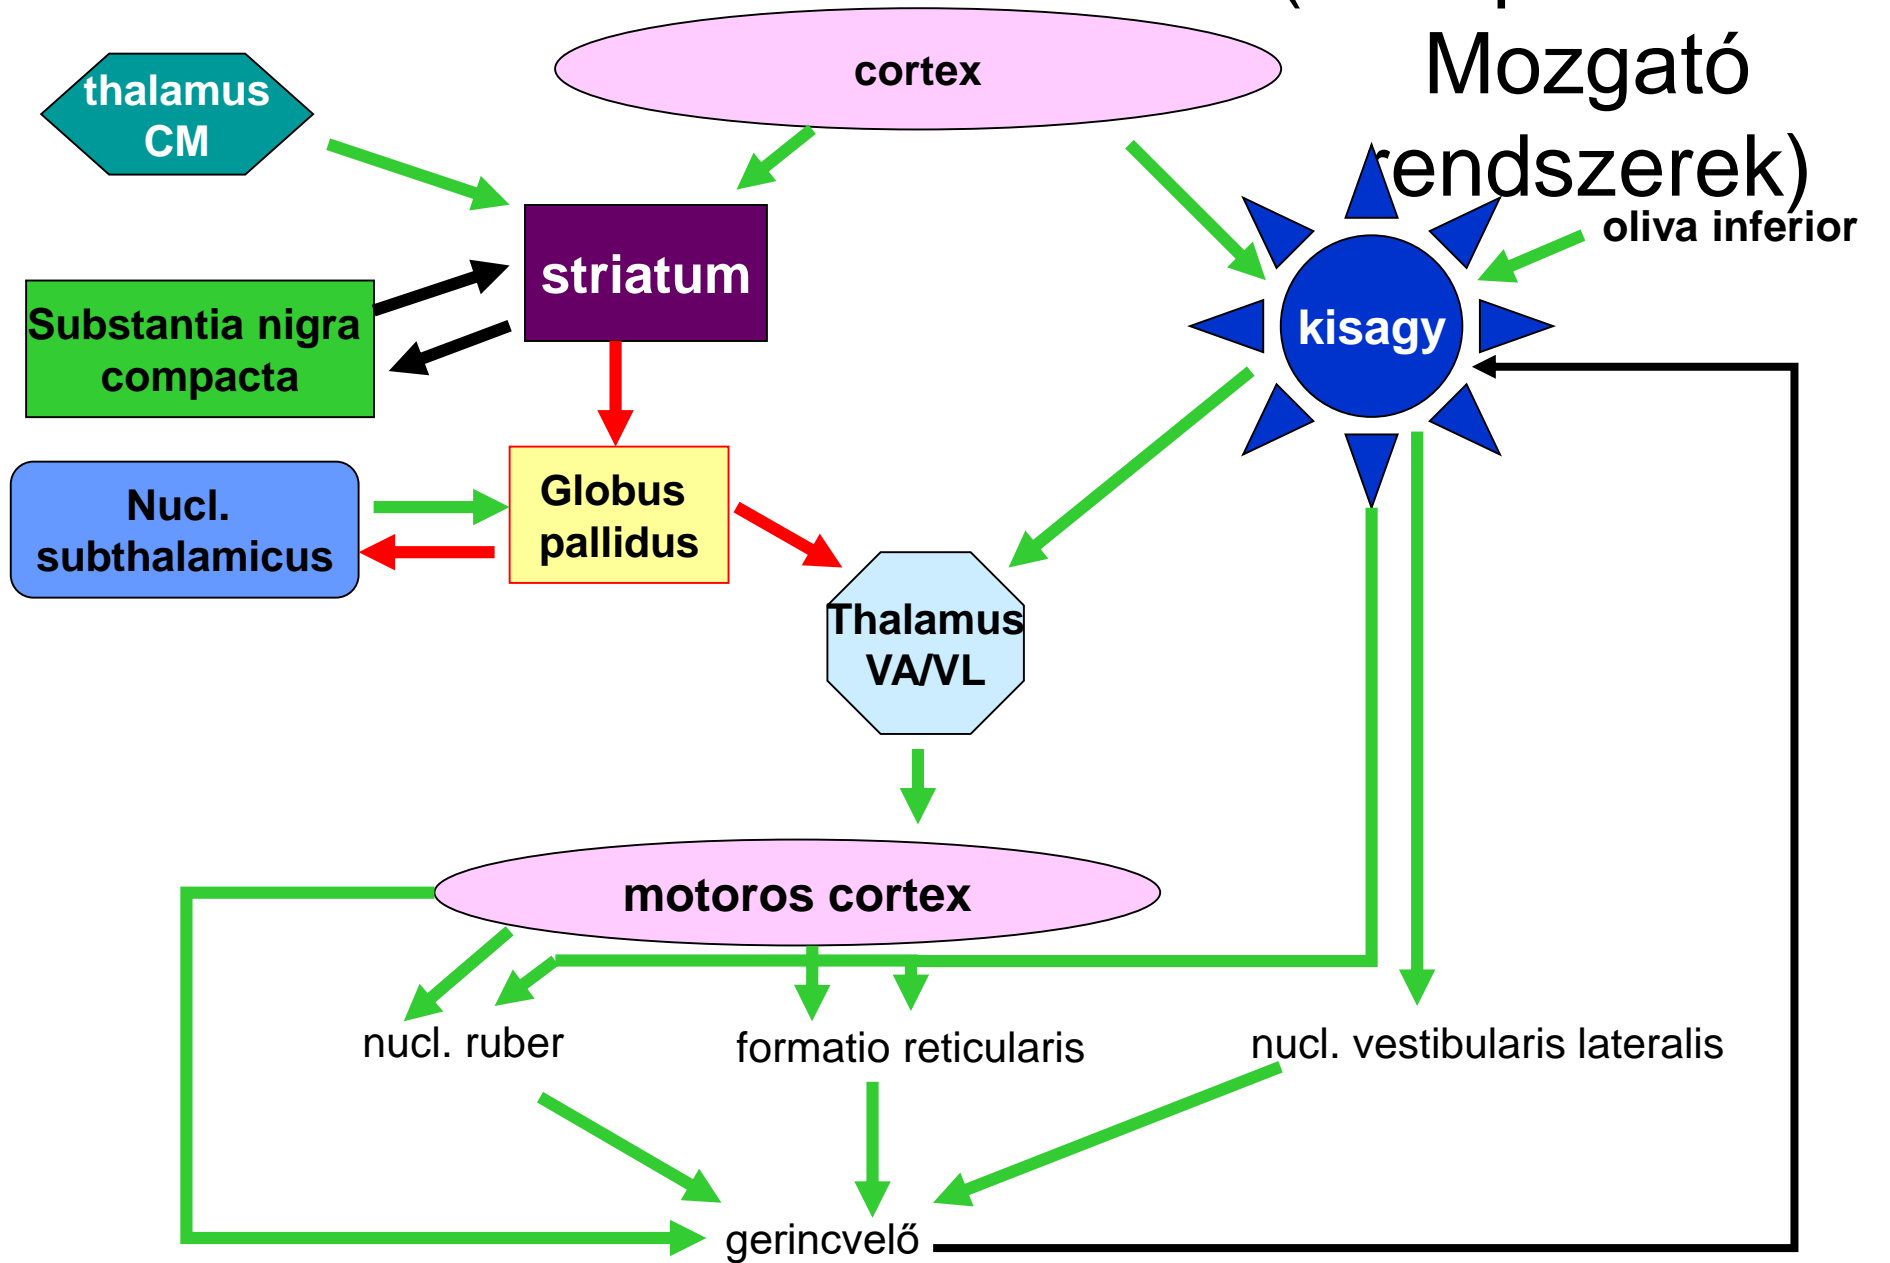 Mozgató
rendszerek)
cortex
thalamus
CM
oliva inferior
striatum
kisagy
Substantia nigra
compacta
Globus
pallidus
Nucl.
subthalamicus
Thalamus
VA/VL
motoros cortex
nucl. ruber
formatio reticularis
nucl. vestibularis lateralis
gerincvelő